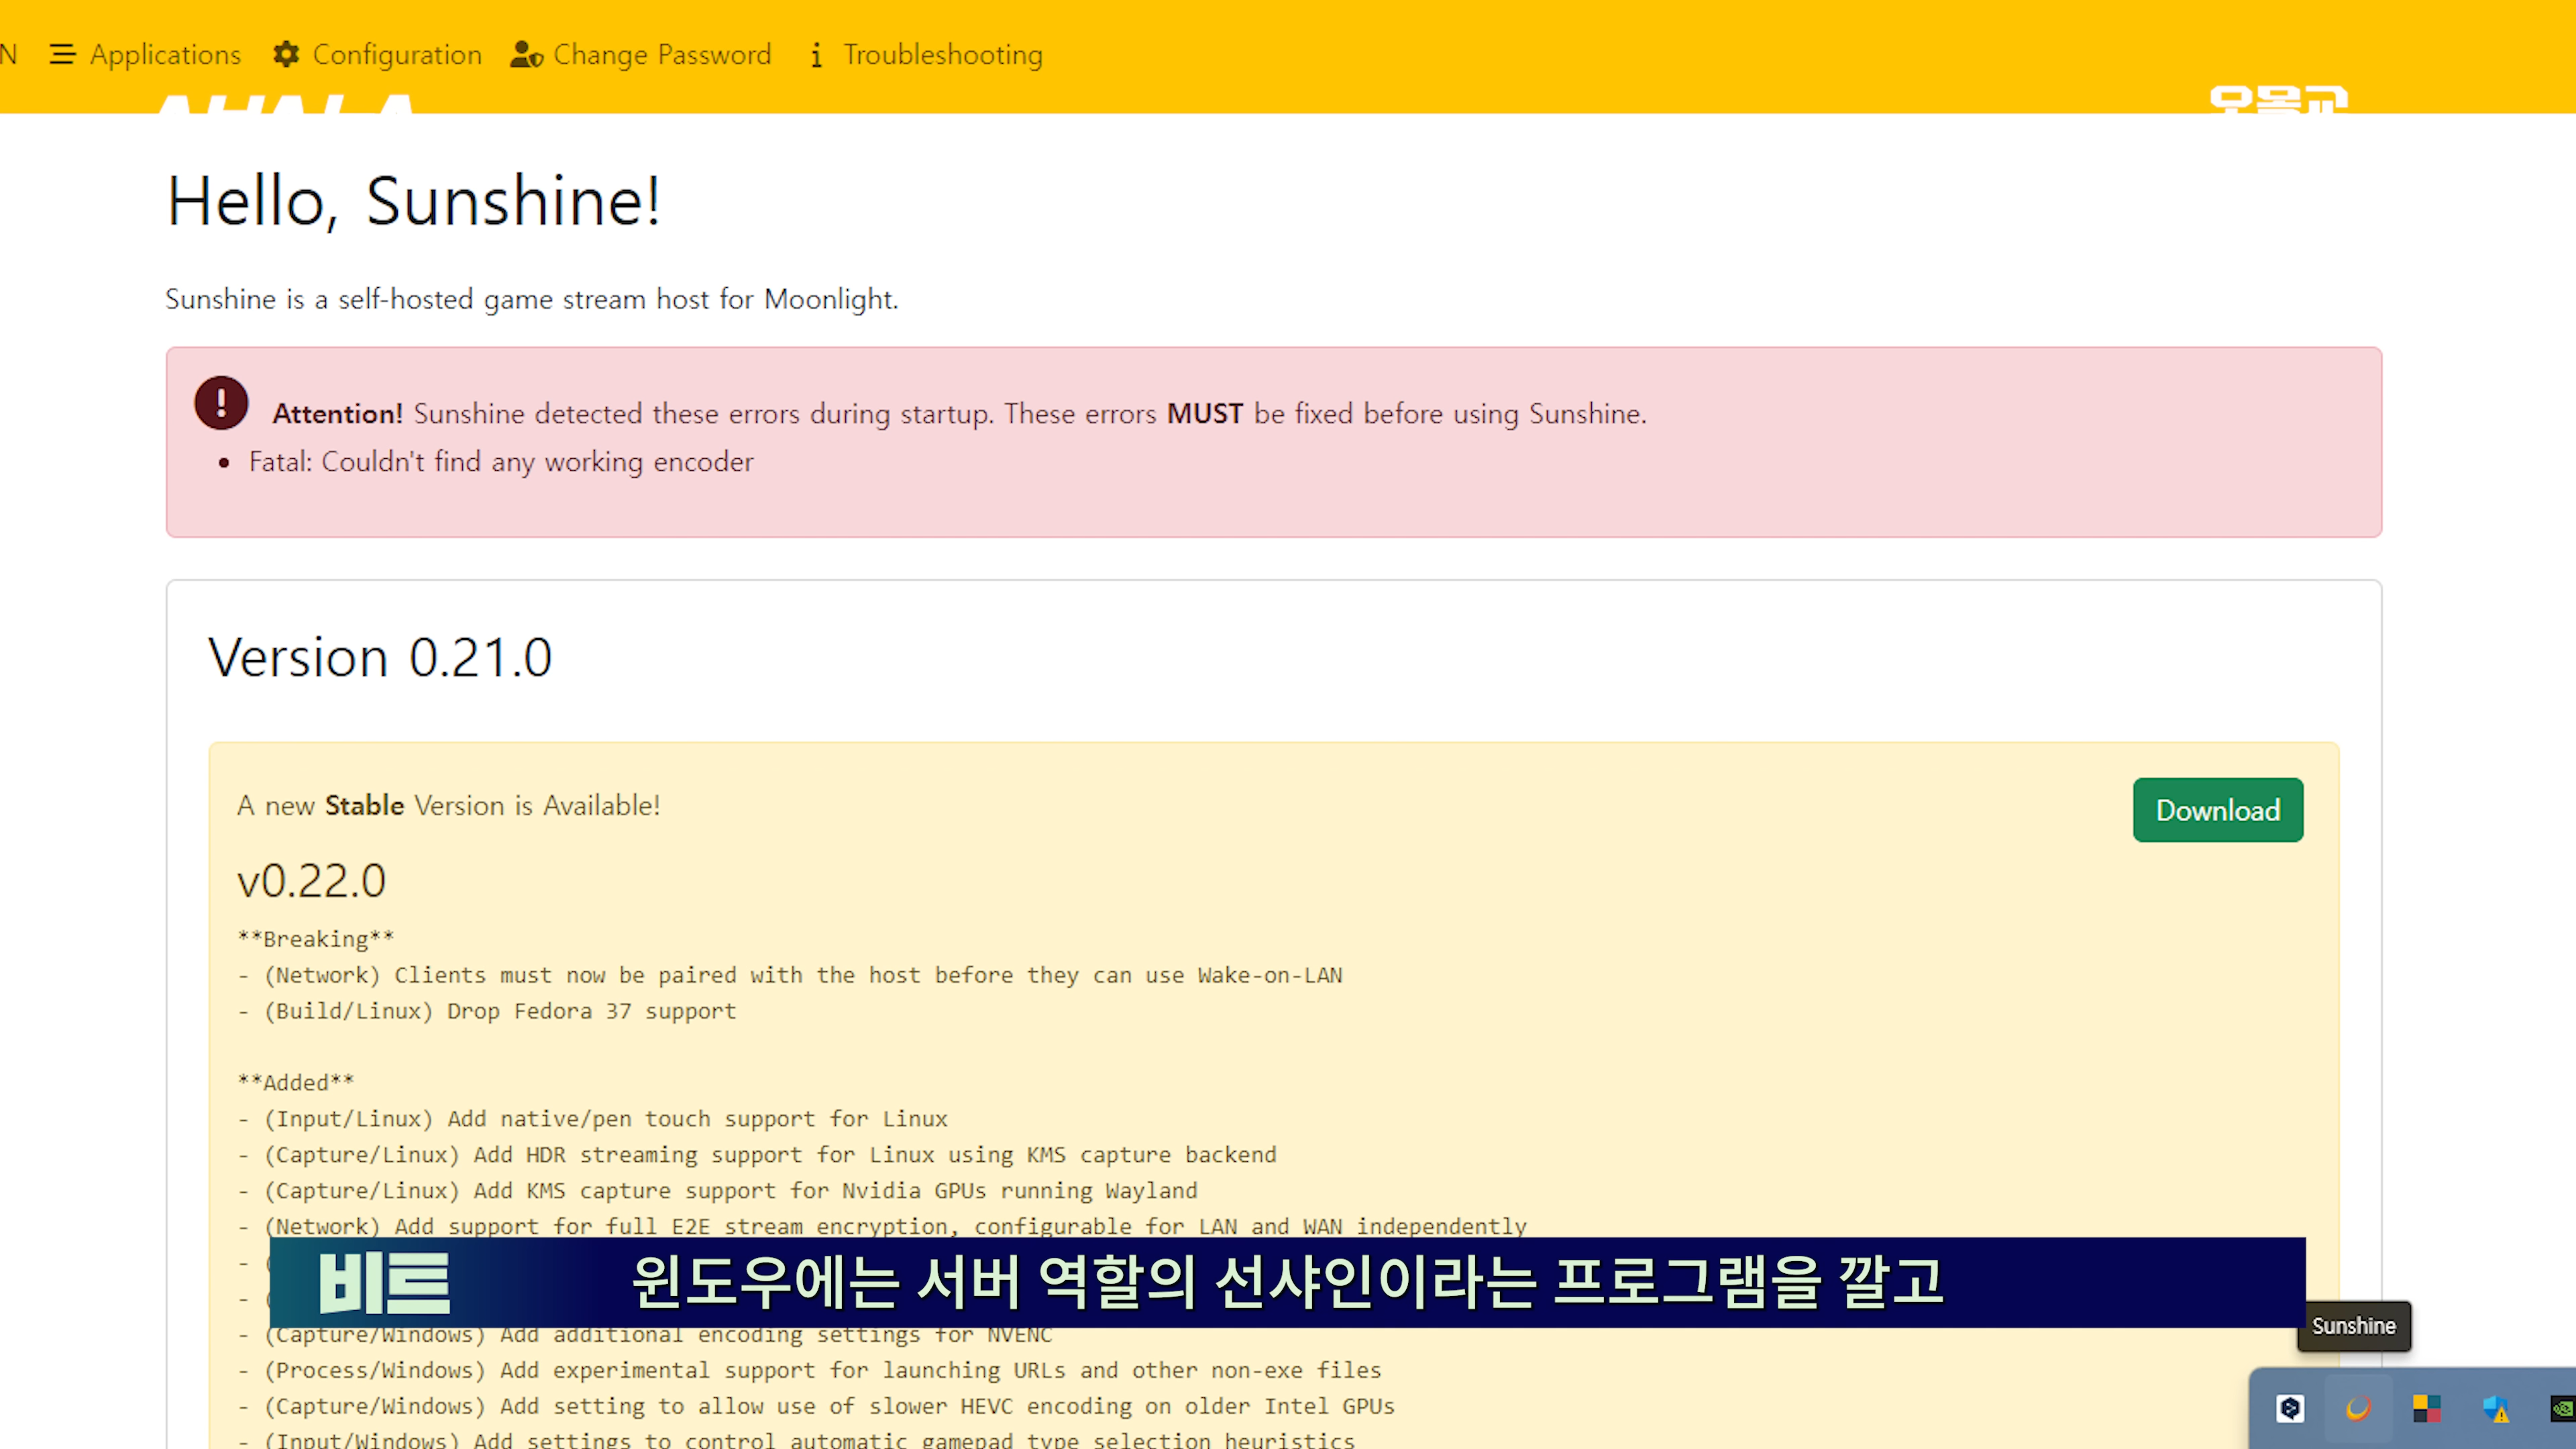 N Applications Configuration Change Password Troubleshooting
Hello, Sunshine!
Sunshine is a self-hosted game stream host for Moonlight.
Attention! Sunshine detected these errors during startup. These errors MUST be fixed before using Sunshine.
• Fatal: Couldn't find any working encoder
Version 0.21.0
A new Stable Version is Available!
Download
v0.22.0
**Breaking**
- (Network) Clients must now be paired with the host before they can use Wake-on-LAN
- (Build/Linux) Drop Fedora 37 support
**Added**
- (Input/Linux) Add native/pen touch support for Linux
- (Capture/Linux) Add HDR streaming support for Linux using KMS capture backend
- (Capture/Linux) Add KMS capture support for Nvidia GPUs running Wayland
- (Network) Add support for full E2E stream encryption, configurable for LAN and WAN independently
비트 윈도우에는 서버 역할의 선샤인이라는 프로그램을 깔고
Sunshine
- (Capture/Windows) Add additional encoding settings for NVENC
- (Process/Windows) Add experimental support for launching URLs and other non-exe files
- (Capture/Windows) Add setting to allow use of slower HEVC encoding on older Intel GPUs
- (Input/Windows) Add settings to control automatic gamepad type selection heuristics